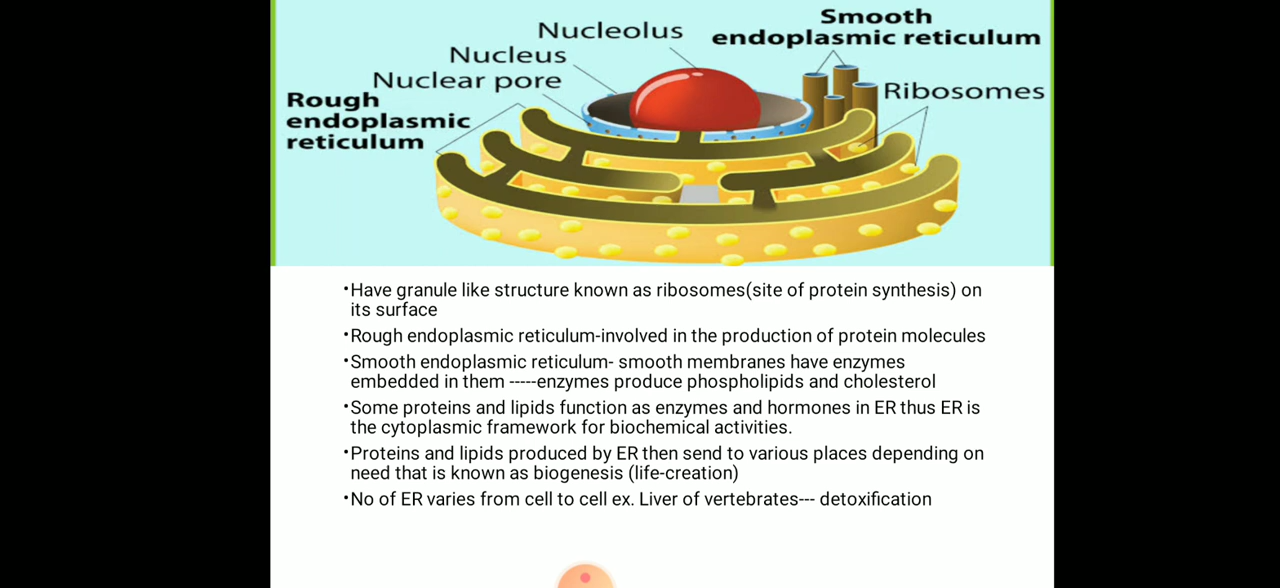 Nucleolus
Smooth
endoplasmic reticulum
Nucleus
Nuclear pore
Ribosomes
Rough
endoplasmic
reticulum
•Have granule like structure known as ribosomes(site of protein synthesis) on
its surface
•Rough endoplasmic reticulum-involved in the production of protein molecules
•Smooth endoplasmic reticulum- smooth membranes have enzymes
embedded in them -----enzymes produce phospholipids and cholesterol
•Some proteins and lipids function as enzymes and hormones in ER thus ER is
the cytoplasmic framework for biochemical activities.
•Proteins and lipids produced by ER then send to various places depending on
need that is known as biogenesis (life-creation)
•No of ER varies from cell to cell ex. Liver of vertebrates--- detoxification